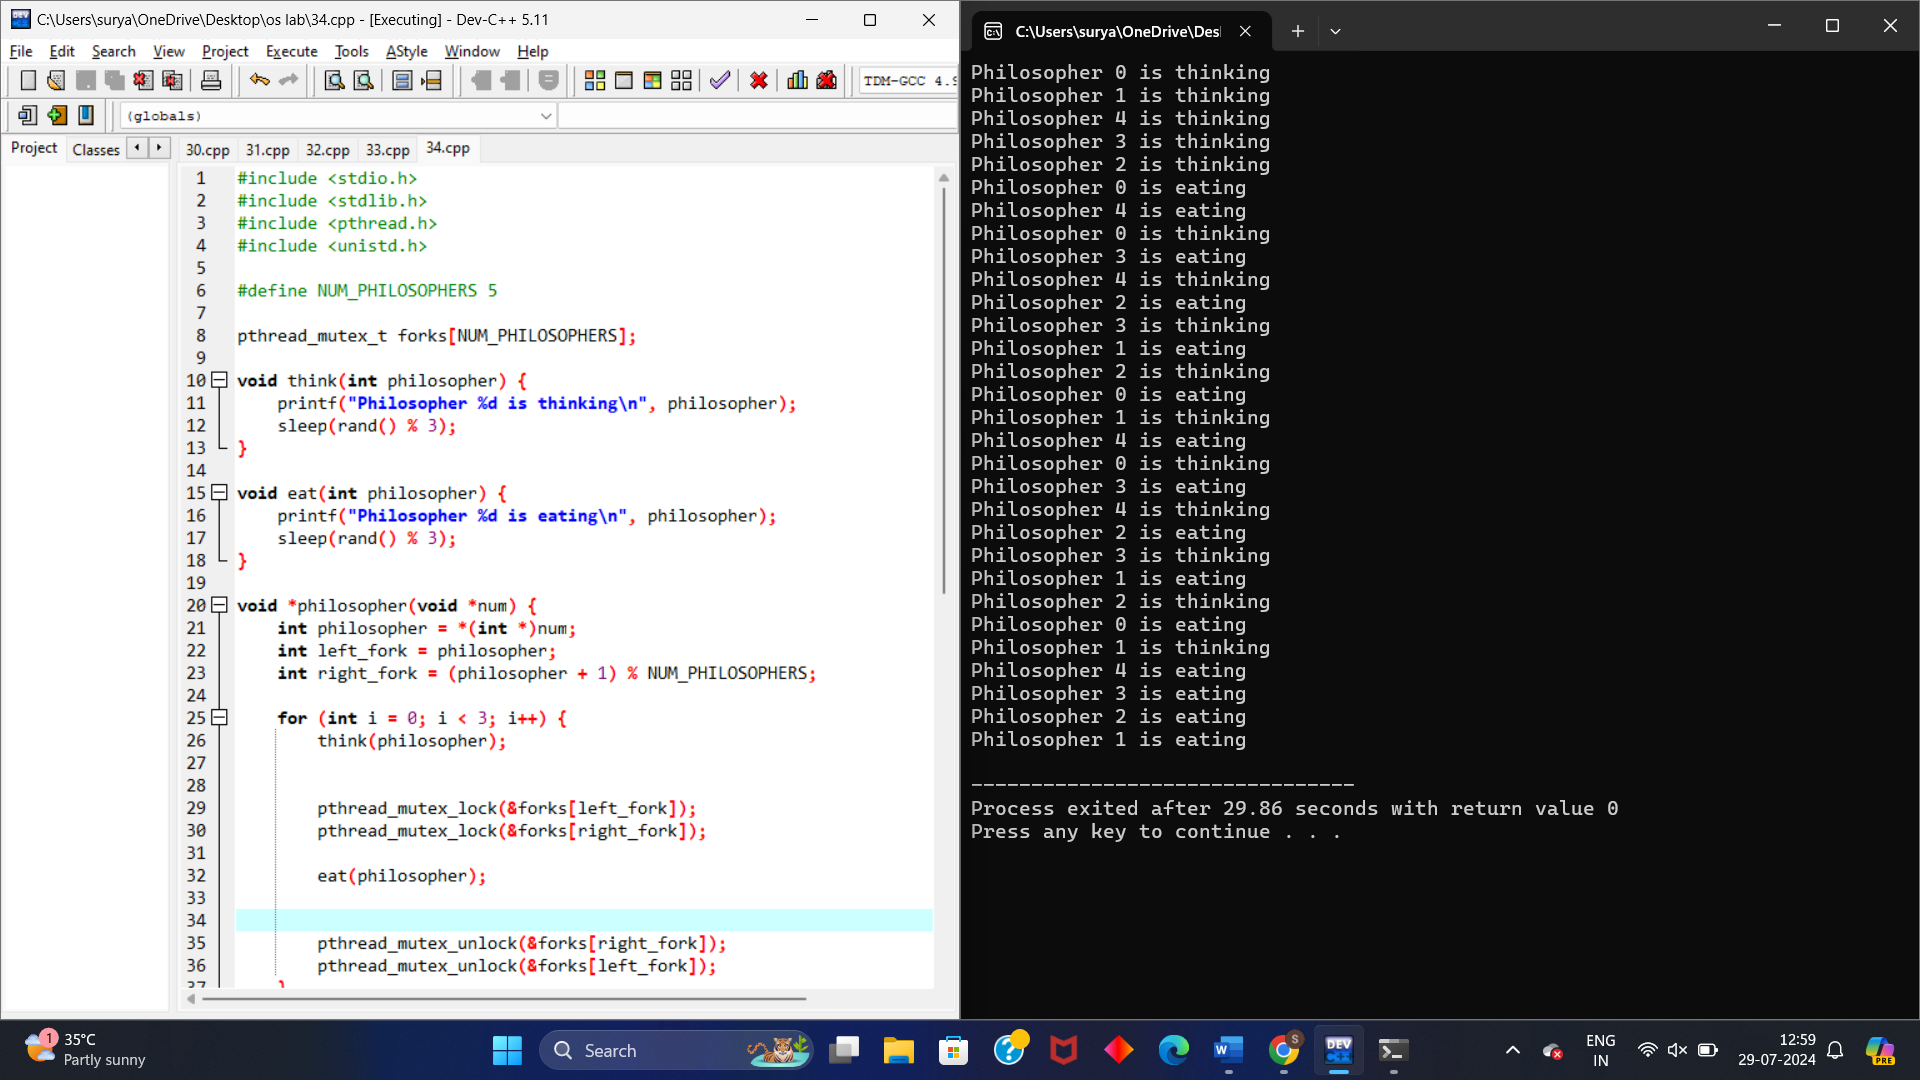 C:\Users\surya\OneDrive\Desktop\os lab\34.cpp - [Executing] - Dev-C++ 5.11
File Edit Search View Project Execute Tools AStyle Window Help
TDM-GCC 4.9
(globals)
Project Classes
30.cpp 31.cpp 32.cpp 33.cpp 34.cpp
1 #include <stdio.h>
2 #include <stdlib.h>
3 #include <pthread.h>
4 #include <unistd.h>
5
6 #define NUM_PHILOSOPHERS 5
7
8 pthread_mutex_t forks[NUM_PHILOSOPHERS];
9
10 void think(int philosopher) {
11 printf("Philosopher %d is thinking\n", philosopher);
12 sleep(rand() % 3);
13 }
14
15 void eat(int philosopher) {
16 printf("Philosopher %d is eating\n", philosopher);
17 sleep(rand() % 3);
18 }
19
20 void *philosopher(void *num) {
21 int philosopher = *(int *)num;
22 int left_fork = philosopher;
23 int right_fork = (philosopher + 1) % NUM_PHILOSOPHERS;
24
25 for (int i = 0; i < 3; i++) {
26 think(philosopher);
27
28
29 pthread_mutex_lock(&forks[left_fork]);
30 pthread_mutex_lock(&forks[right_fork]);
31
32 eat(philosopher);
33
34
35 pthread_mutex_unlock(&forks[right_fork]);
36 pthread_mutex_unlock(&forks[left_fork]);
37 }
C:\Users\surya\OneDrive\Des
Philosopher 0 is thinking
Philosopher 1 is thinking
Philosopher 4 is thinking
Philosopher 3 is thinking
Philosopher 2 is thinking
Philosopher 0 is eating
Philosopher 4 is eating
Philosopher 0 is thinking
Philosopher 3 is eating
Philosopher 4 is thinking
Philosopher 2 is eating
Philosopher 3 is thinking
Philosopher 1 is eating
Philosopher 2 is thinking
Philosopher 0 is eating
Philosopher 1 is thinking
Philosopher 4 is eating
Philosopher 0 is thinking
Philosopher 3 is eating
Philosopher 4 is thinking
Philosopher 2 is eating
Philosopher 3 is thinking
Philosopher 1 is eating
Philosopher 2 is thinking
Philosopher 0 is eating
Philosopher 1 is thinking
Philosopher 4 is eating
Philosopher 3 is eating
Philosopher 2 is eating
Philosopher 1 is eating
--------------------------------
Process exited after 29.86 seconds with return value 0
Press any key to continue . . .
1
35°C
Partly sunny
Search
S
DEV C++
ENG
IN
12:59
29-07-2024
PRE